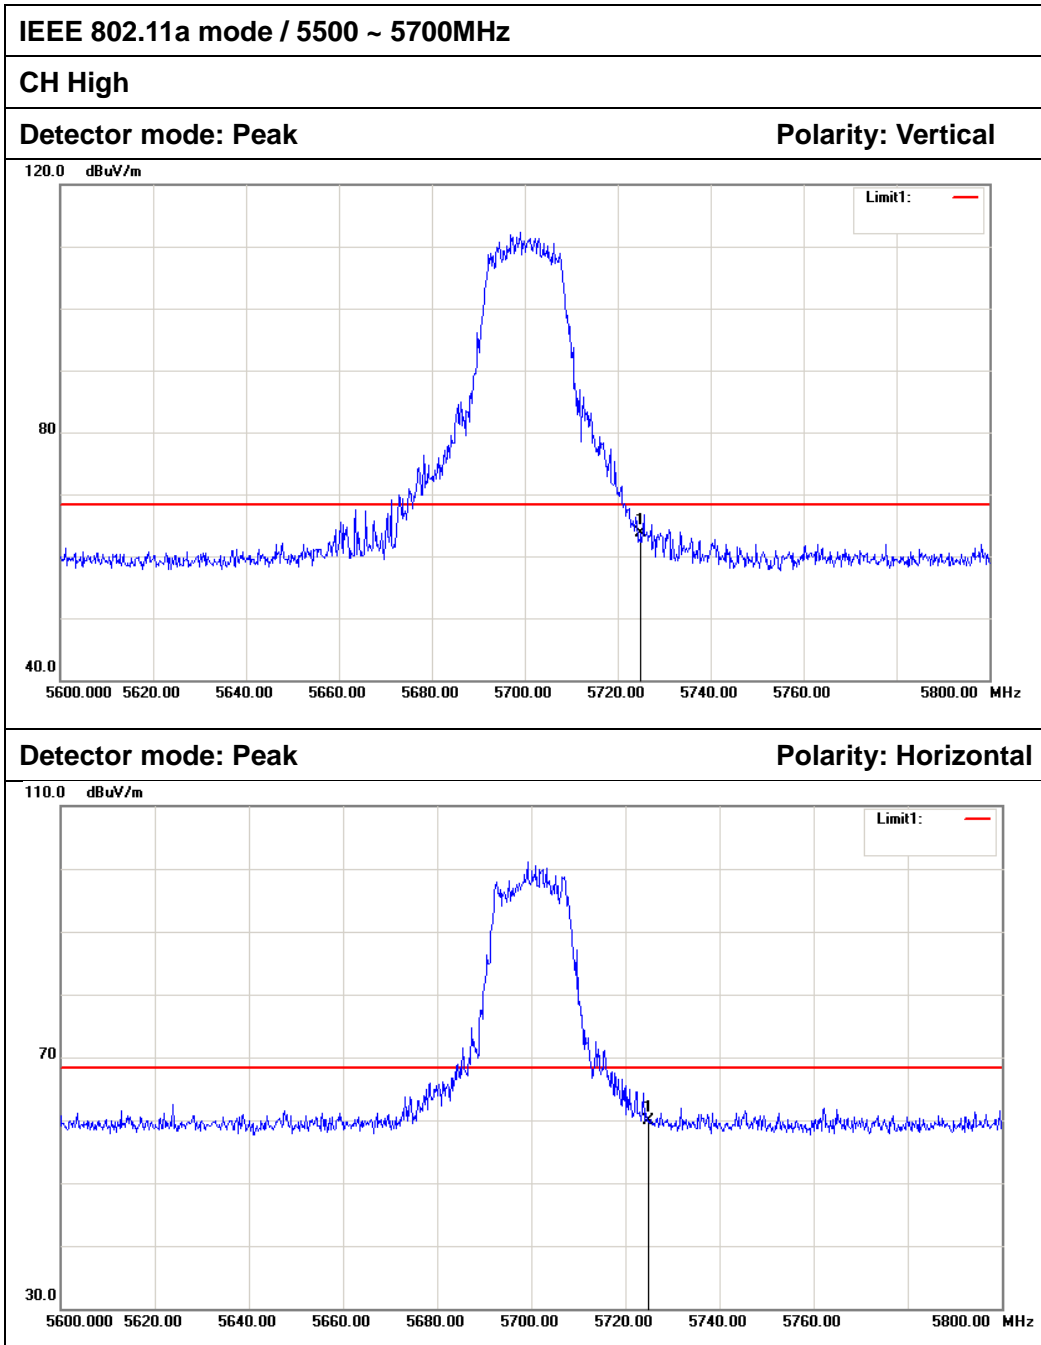 IEEE 802.11a mode / 5500 ~ 5700MHz
CH High
Detector mode: Peak Polarity: Vertical
120.0 dBuV/m
Limit1:
80
1
40.0
5600.000 5620.00 5640.00 5660.00 5680.00 5700.00 5720.00 5740.00 5760.00 5800.00 MHz
Detector mode: Peak Polarity: Horizontal
110.0 dBuV/m
Limit1:
70
1
30.0
5600.000 5620.00 5640.00 5660.00 5680.00 5700.00 5720.00 5740.00 5760.00 5800.00 MHz